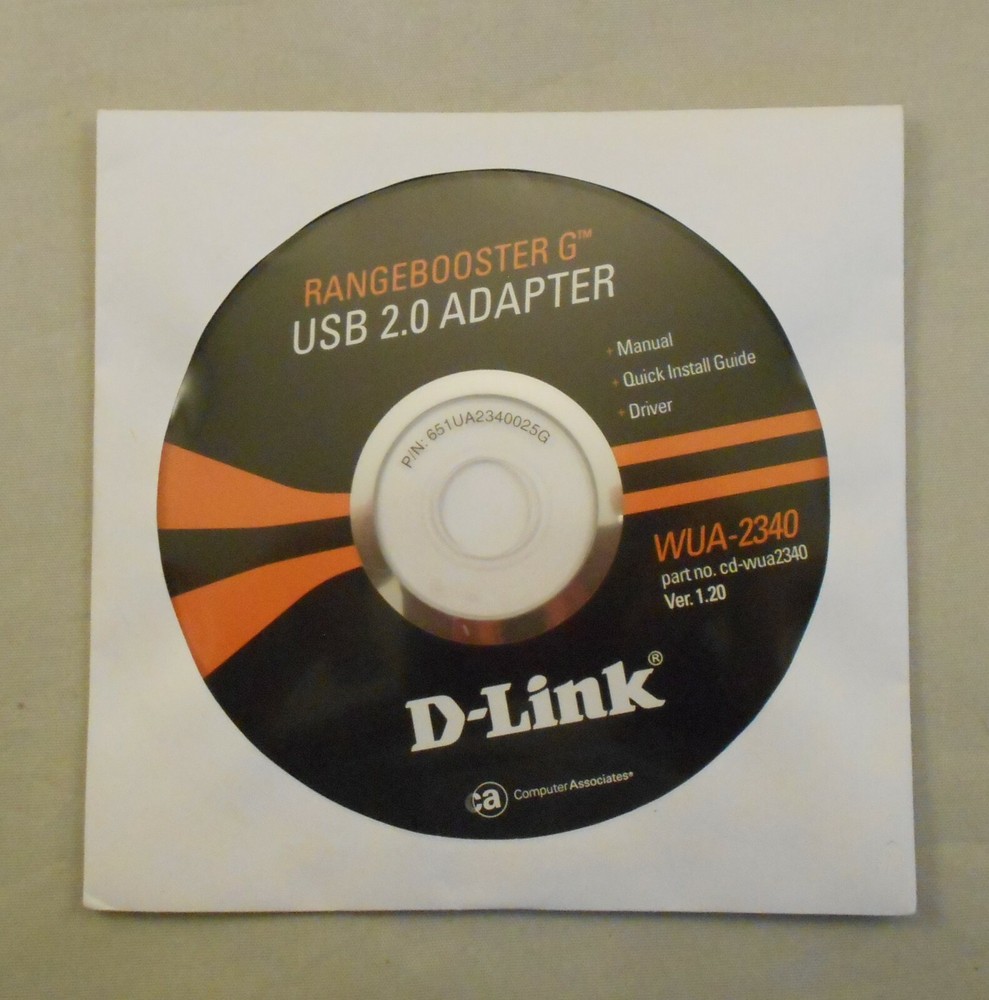 RANGEBOOSTER G™
USB 2.0 ADAPTER
+ Manual
+ Quick Install Guide
+ Driver
P/N: 651UA2340025G
WUA-2340
part no. cd-wua2340
Ver. 1.20
D-Link®
ca Computer Associates®